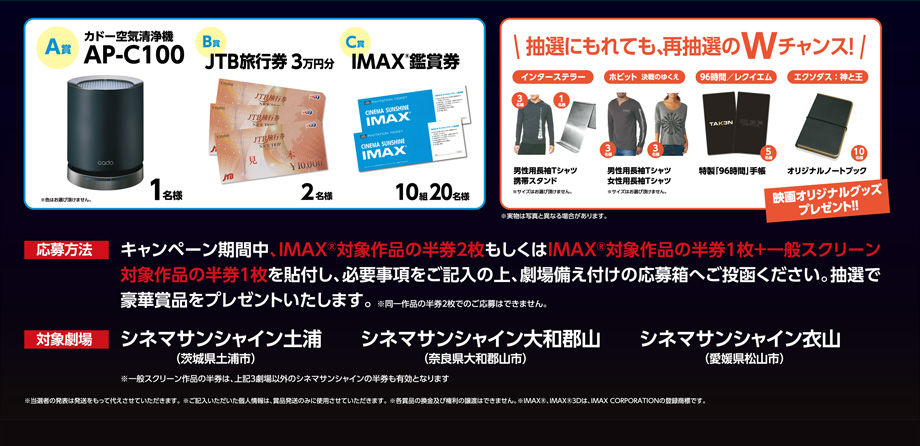 A賞
カドー空気清浄機
AP-C100
cado
※色はお選び頂けません。
1名様
B賞
JTB旅行券 3万円分
JTB旅行券
見本
¥10,000
JTB
2名様
C賞
IMAX®鑑賞券
CINEMA SUNSHINE
IMAX
CINEMA SUNSHINE
IMAX
10組20名様
\ 抽選にもれても、再抽選のWチャンス! /
インターステラー
3名様
1名様
男性用長袖Tシャツ
携帯スタンド
※サイズはお選び頂けません。
ホビット 決戦のゆくえ
3名様
3名様
男性用長袖Tシャツ
女性用長袖Tシャツ
※サイズはお選び頂けません。
96時間/レクイエム
TAK3N
5名様
特製「96時間」手帳
エクソダス:神と王
10名様
オリジナルノートブック
映画オリジナルグッズ
プレゼント!!
※実物は写真と異なる場合があります。
応募方法
キャンペーン期間中、IMAX®対象作品の半券2枚もしくはIMAX®対象作品の半券1枚+一般スクリーン
対象作品の半券1枚を貼付し、必要事項をご記入の上、劇場備え付けの応募箱へご投函ください。抽選で
豪華賞品をプレゼントいたします。※同一作品の半券2枚でのご応募はできません。
対象劇場
シネマサンシャイン土浦
(茨城県土浦市)
シネマサンシャイン大和郡山
(奈良県大和郡山市)
シネマサンシャイン衣山
(愛媛県松山市)
※一般スクリーン作品の半券は、上記3劇場以外のシネマサンシャインの半券も有効となります
※当選者の発表は発送をもって代えさせていただきます。※ご記入いただいた個人情報は、賞品発送のみに使用させていただきます。※各賞品の換金及び権利の譲渡はできません。※IMAX®、IMAX®3Dは、IMAX CORPORATIONの登録商標です。